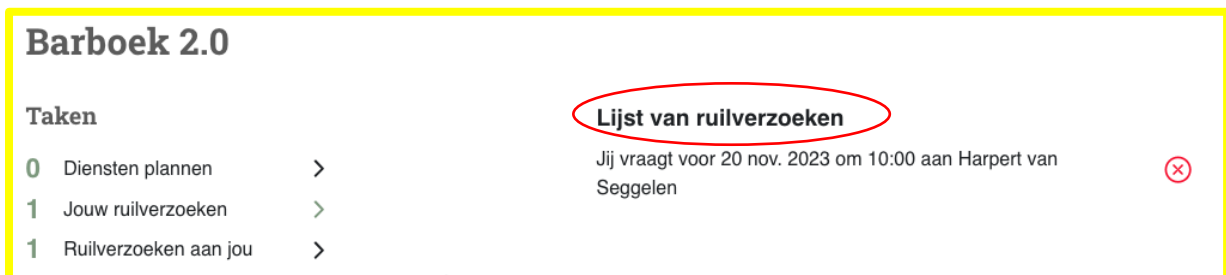 Barboek 2.0
Taken
0 Diensten plannen
1 Jouw ruilverzoeken
1 Ruilverzoeken aan jou
Lijst van ruilverzoeken
Jij vraagt voor 20 nov. 2023 om 10:00 aan Harpert van
Seggelen